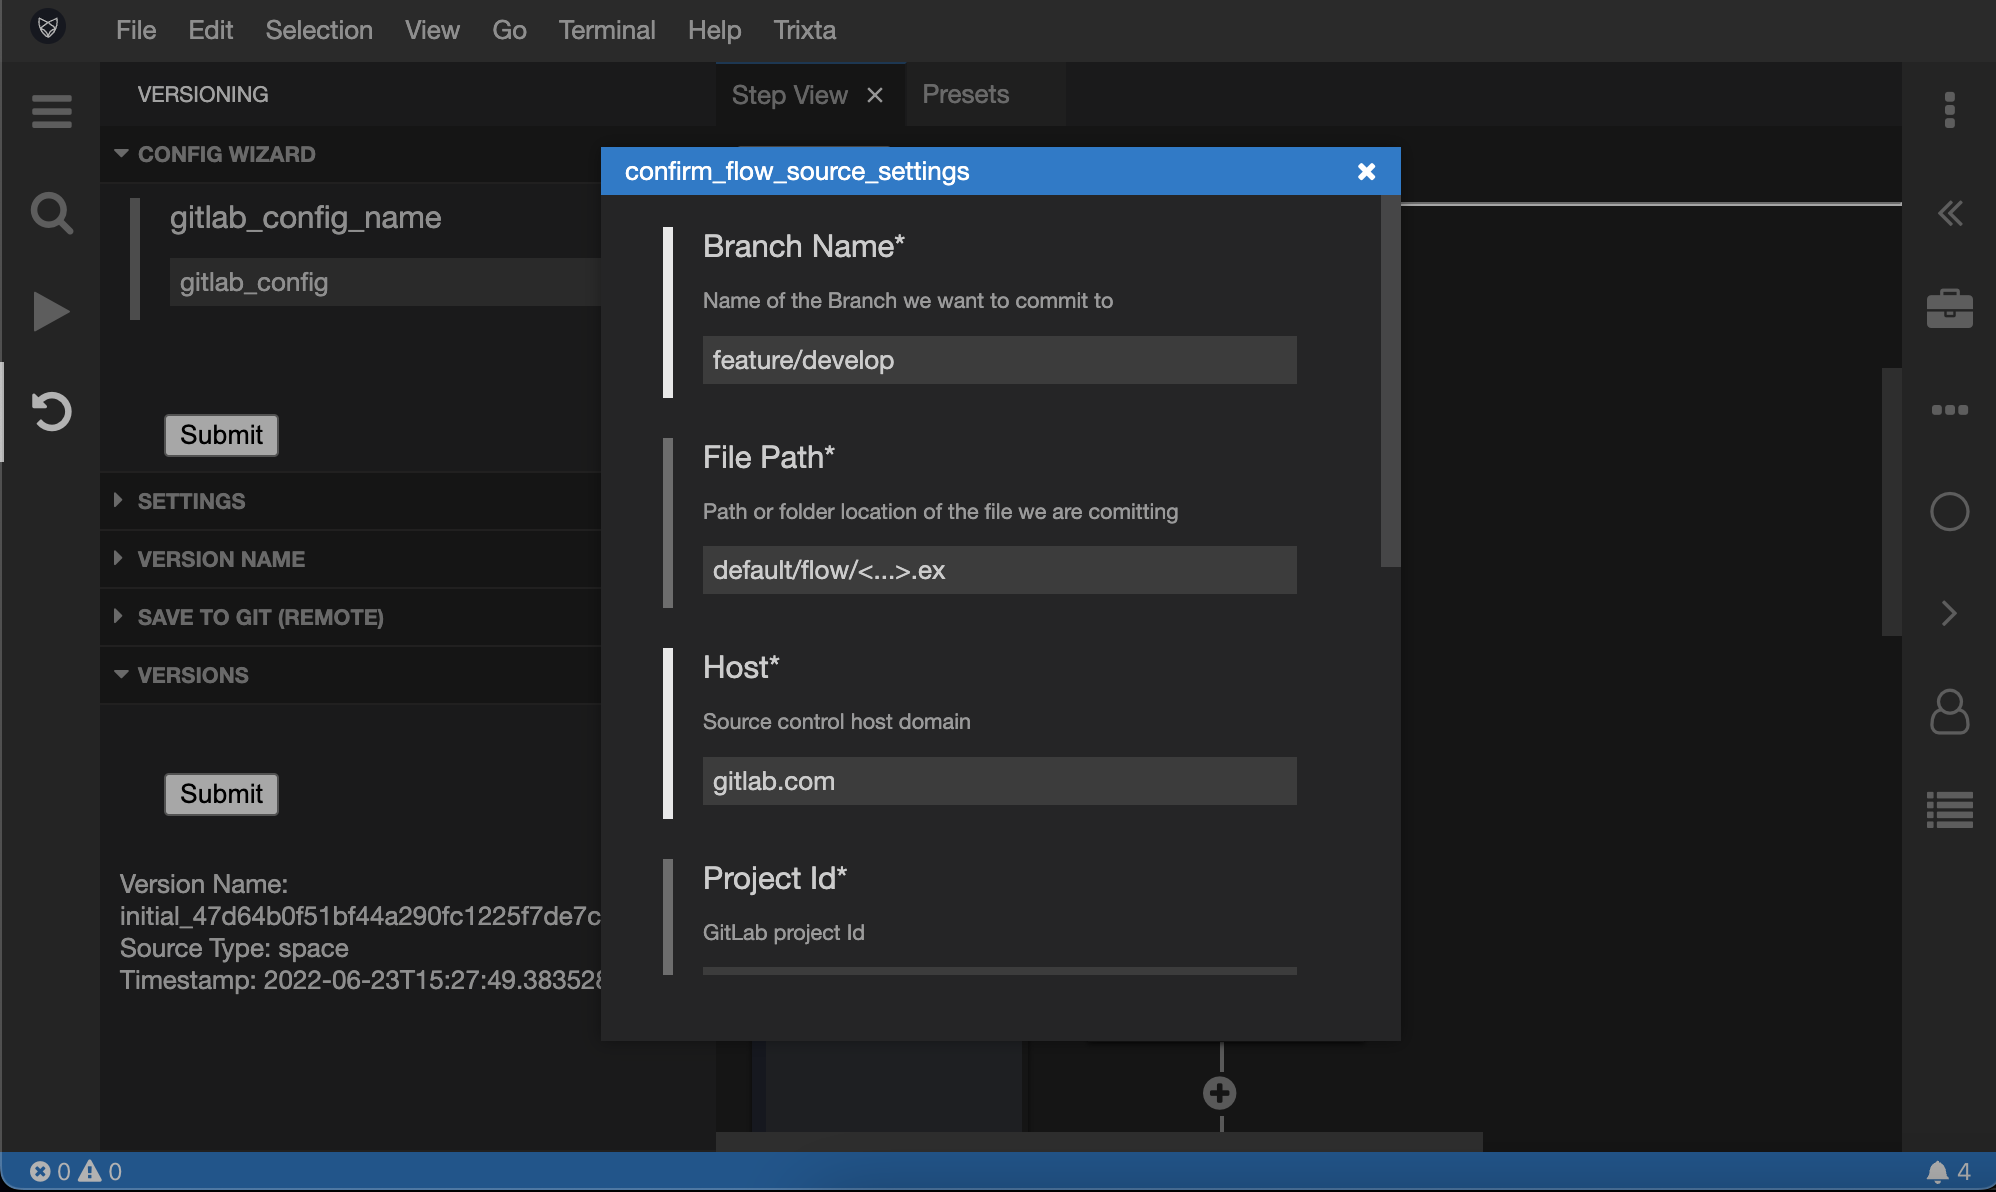 File Edit Selection View Go Terminal Help Trixta
VERSIONING
Step View
Presets
CONFIG WIZARD
gitlab_config_name
gitlab_config
Submit
SETTINGS
VERSION NAME
SAVE TO GIT (REMOTE)
VERSIONS
Submit
Version Name:
initial_47d64b0f51bf44a290fc1225f7de7c
Source Type: space
Timestamp: 2022-06-23T15:27:49.383528
confirm_flow_source_settings
Branch Name*
Name of the Branch we want to commit to
feature/develop
File Path*
Path or folder location of the file we are comitting
default/flow/<...>.ex
Host*
Source control host domain
gitlab.com
Project Id*
GitLab project Id
0 0
4